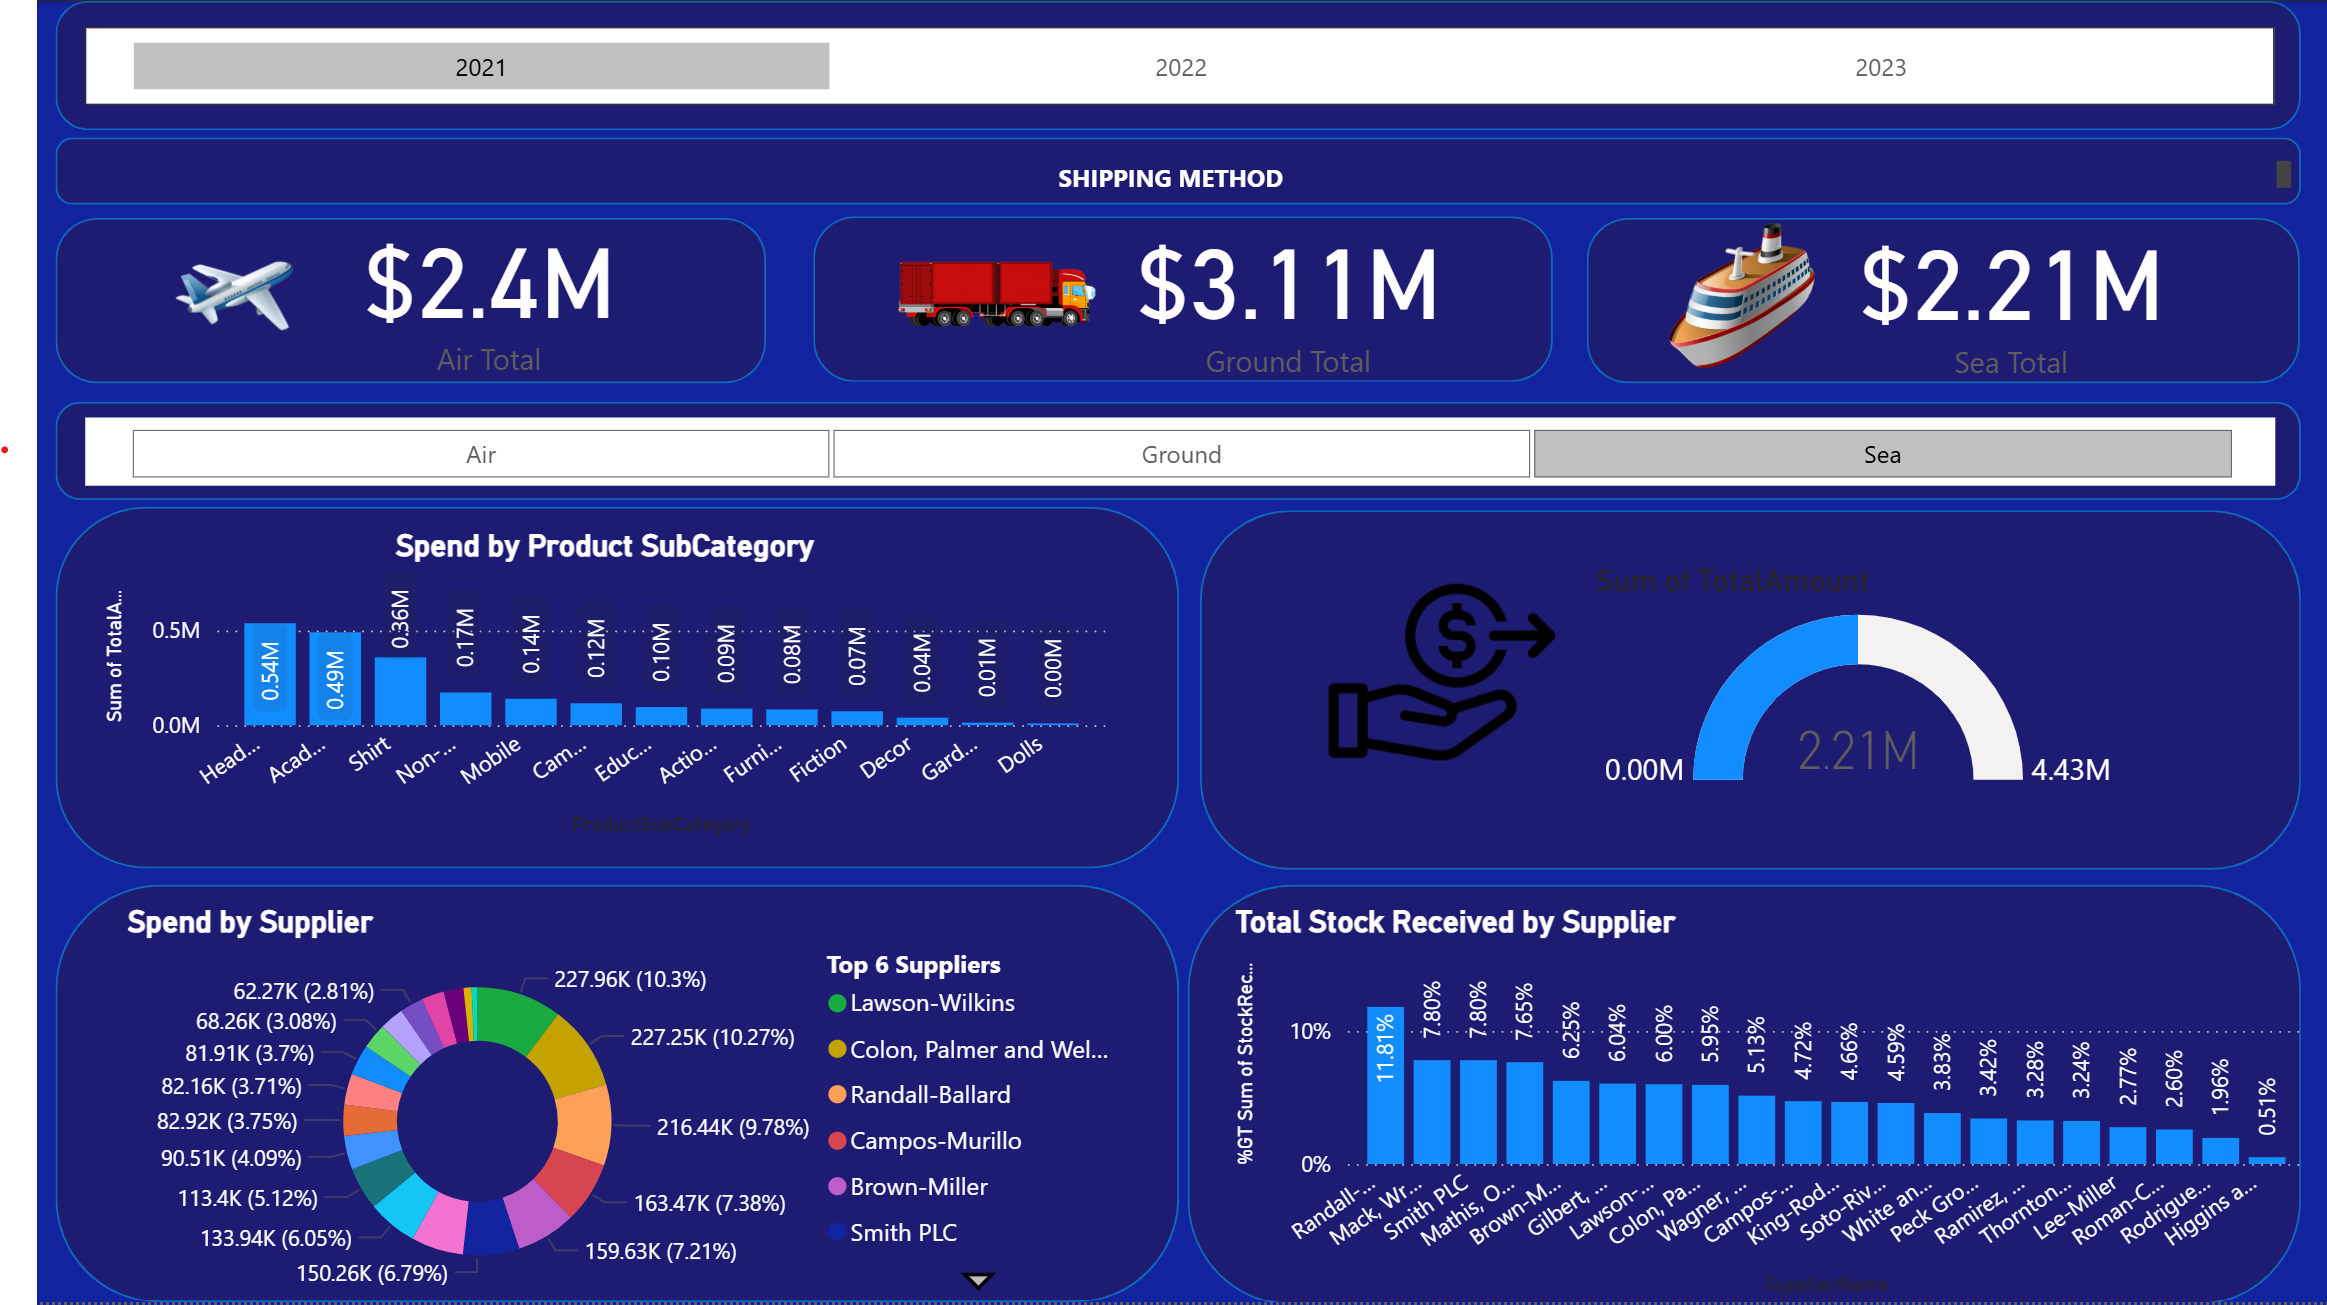 2021 2022 2023
SHIPPING METHOD
$2.4M
Air Total
$3.11M
Ground Total
$2.21M
Sea Total
Air Ground Sea
Spend by Product SubCategory
Sum of TotalA...
0.5M
0.0M
0.54M 0.49M 0.36M 0.17M 0.14M 0.12M 0.10M 0.09M 0.08M 0.07M 0.04M 0.01M 0.00M
Head... Acad... Shirt Non-... Mobile Cam... Educ... Actio... Furni... Fiction Decor Gard... Dolls
ProductSubCategory
Sum of TotalAmount
$
2.21M
0.00M 4.43M
Spend by Supplier
227.96K (10.3%)
227.25K (10.27%)
216.44K (9.78%)
163.47K (7.38%)
159.63K (7.21%)
150.26K (6.79%)
133.94K (6.05%)
113.4K (5.12%)
90.51K (4.09%)
82.92K (3.75%)
82.16K (3.71%)
81.91K (3.7%)
68.26K (3.08%)
62.27K (2.81%)
Top 6 Suppliers
Lawson-Wilkins
Colon, Palmer and Wel...
Randall-Ballard
Campos-Murillo
Brown-Miller
Smith PLC
Total Stock Received by Supplier
%GT Sum of StockRec...
10%
0%
11.81% 7.80% 7.80% 7.65% 6.25% 6.04% 6.00% 5.95% 5.13% 4.72% 4.66% 4.59% 3.83% 3.42% 3.28% 3.24% 2.77% 2.60% 1.96% 0.51%
Randall-... Mack, Wr... Smith PLC Mathis, O... Brown-M... Gilbert, ... Lawson-... Colon, Pa... Wagner, ... Campos-... King-Rod... Soto-Riv... White an... Peck Gro... Ramirez, ... Thornton... Lee-Miller Roman-C... Rodrigue... Higgins a...
SupplierName